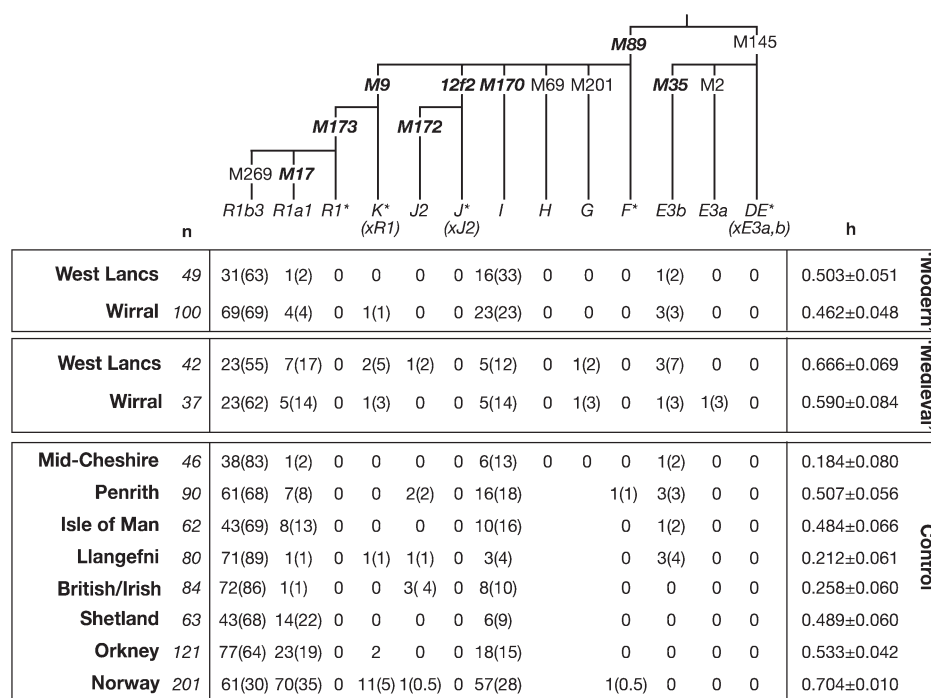 M89 M145
M9 12f2 M170 M69 M201 M35 M2
M173 M172
M269 M17
R1b3 R1a1 R1* K* J2 J* I H G F* E3b E3a DE*
(xR1) (xJ2) (xE3a,b)
n h
West Lancs 49 31(63) 1(2) 0 0 0 0 16(33) 0 0 0 1(2) 0 0 0.503±0.051
Wirral 100 69(69) 4(4) 0 1(1) 0 0 23(23) 0 0 0 3(3) 0 0 0.462±0.048
'Modern'
West Lancs 42 23(55) 7(17) 0 2(5) 1(2) 0 5(12) 0 1(2) 0 3(7) 0 0 0.666±0.069
Wirral 37 23(62) 5(14) 0 1(3) 0 0 5(14) 0 1(3) 0 1(3) 1(3) 0 0.590±0.084
'Medieval'
Mid-Cheshire 46 38(83) 1(2) 0 0 0 0 6(13) 0 0 0 1(2) 0 0 0.184±0.080
Penrith 90 61(68) 7(8) 0 0 2(2) 0 16(18) 1(1) 3(3) 0 0 0.507±0.056
Isle of Man 62 43(69) 8(13) 0 0 0 0 10(16) 0 1(2) 0 0 0.484±0.066
Llangefni 80 71(89) 1(1) 0 1(1) 1(1) 0 3(4) 0 3(4) 0 0 0.212±0.061
British/Irish 84 72(86) 1(1) 0 0 3( 4) 0 8(10) 0 0 0 0 0.258±0.060
Shetland 63 43(68) 14(22) 0 0 0 0 6(9) 0 0 0 0 0.489±0.060
Orkney 121 77(64) 23(19) 0 2 0 0 18(15) 0 0 0 0 0.533±0.042
Norway 201 61(30) 70(35) 0 11(5) 1(0.5) 0 57(28) 1(0.5) 0 0 0 0.704±0.010
Control